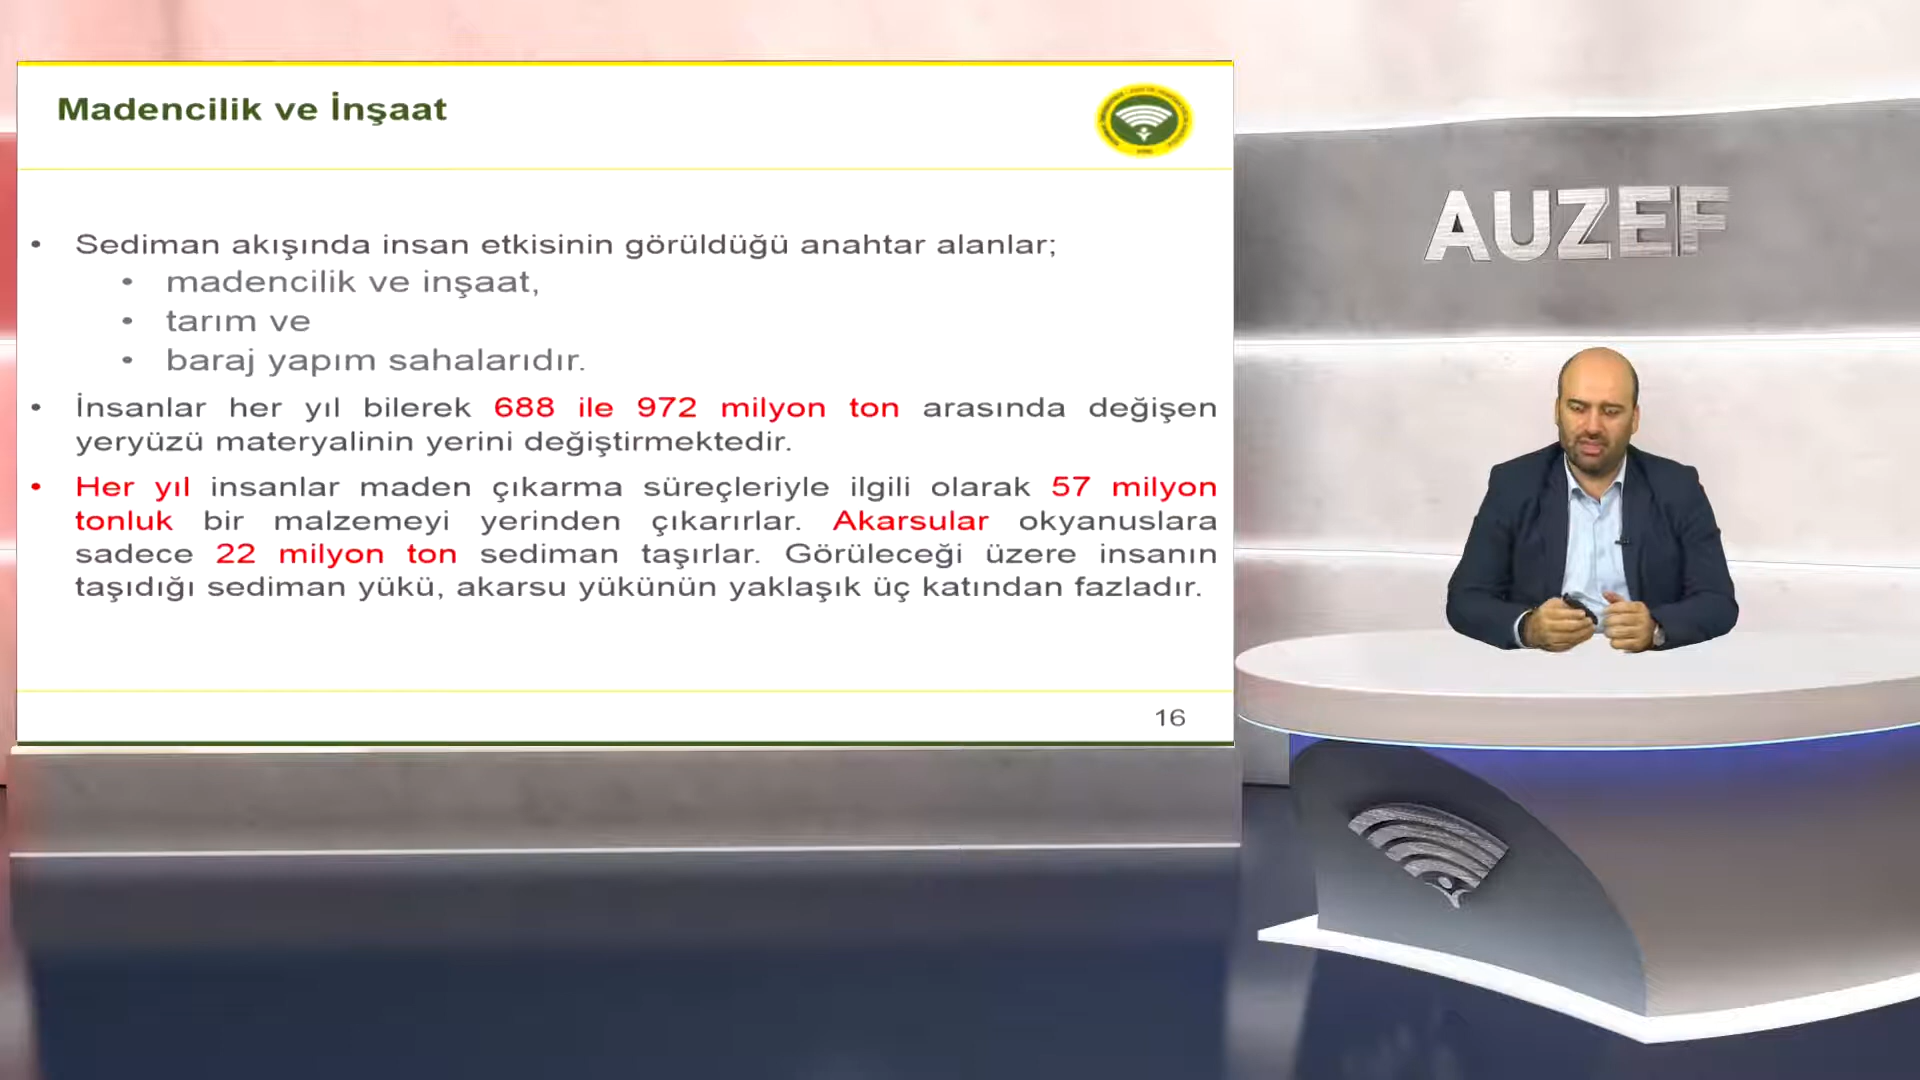 Madencilik ve İnşaat
• Sediman akışında insan etkisinin görüldüğü anahtar alanlar;
• madencilik ve inşaat,
• tarım ve
• baraj yapım sahalarıdır.
• İnsanlar her yıl bilerek 688 ile 972 milyon ton arasında değişen
yeryüzü materyalinin yerini değiştirmektedir.
• Her yıl insanlar maden çıkarma süreçleriyle ilgili olarak 57 milyon
tonluk bir malzemeyi yerinden çıkarırlar. Akarsular okyanuslara
sadece 22 milyon ton sediman taşırlar. Görüleceği üzere insanın
taşıdığı sediman yükü, akarsu yükünün yaklaşık üç katından fazladır.
16
AUZEF